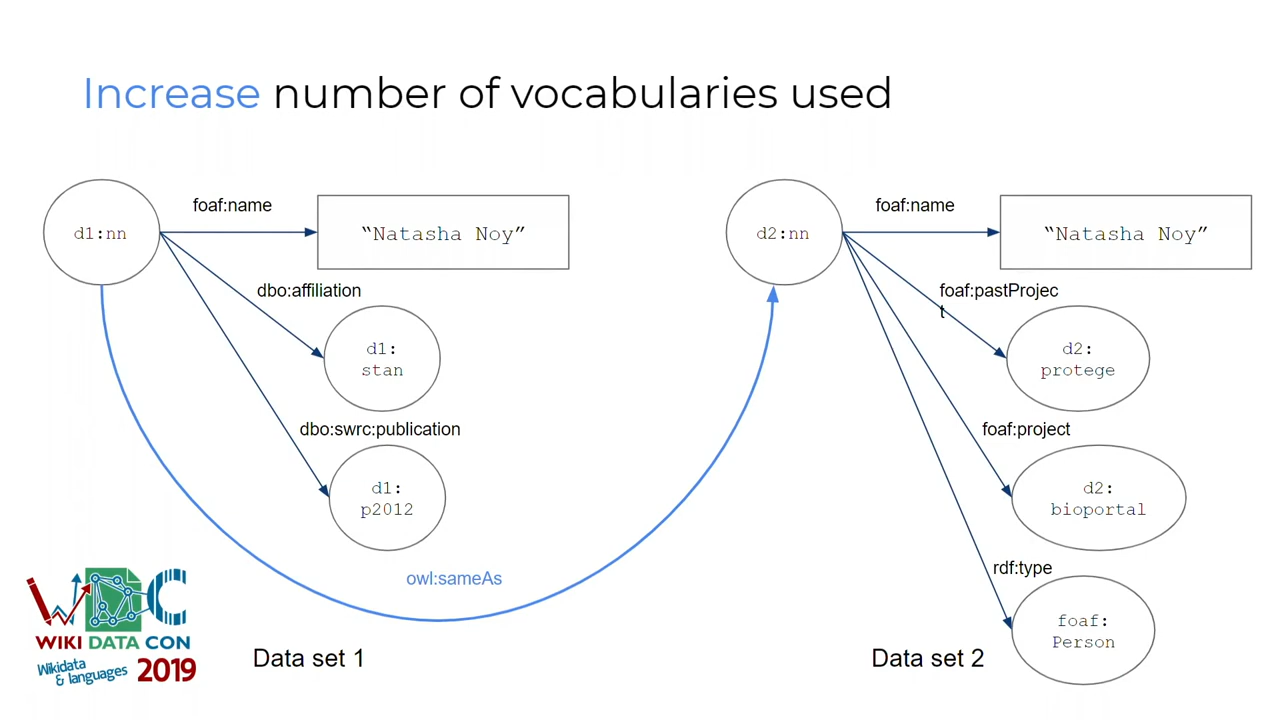 Increase number of vocabularies used
d1:nn
foaf:name
“Natasha Noy”
dbo:affiliation
d1:
stan
dbo:swrc:publication
d1:
p2012
owl:sameAs
Data set 1
d2:nn
foaf:name
“Natasha Noy”
foaf:pastProjec
t
d2:
protege
foaf:project
d2:
bioportal
rdf:type
foaf:
Person
Data set 2
WDC
WIKI DATA CON
Wikidata
& languages
2019